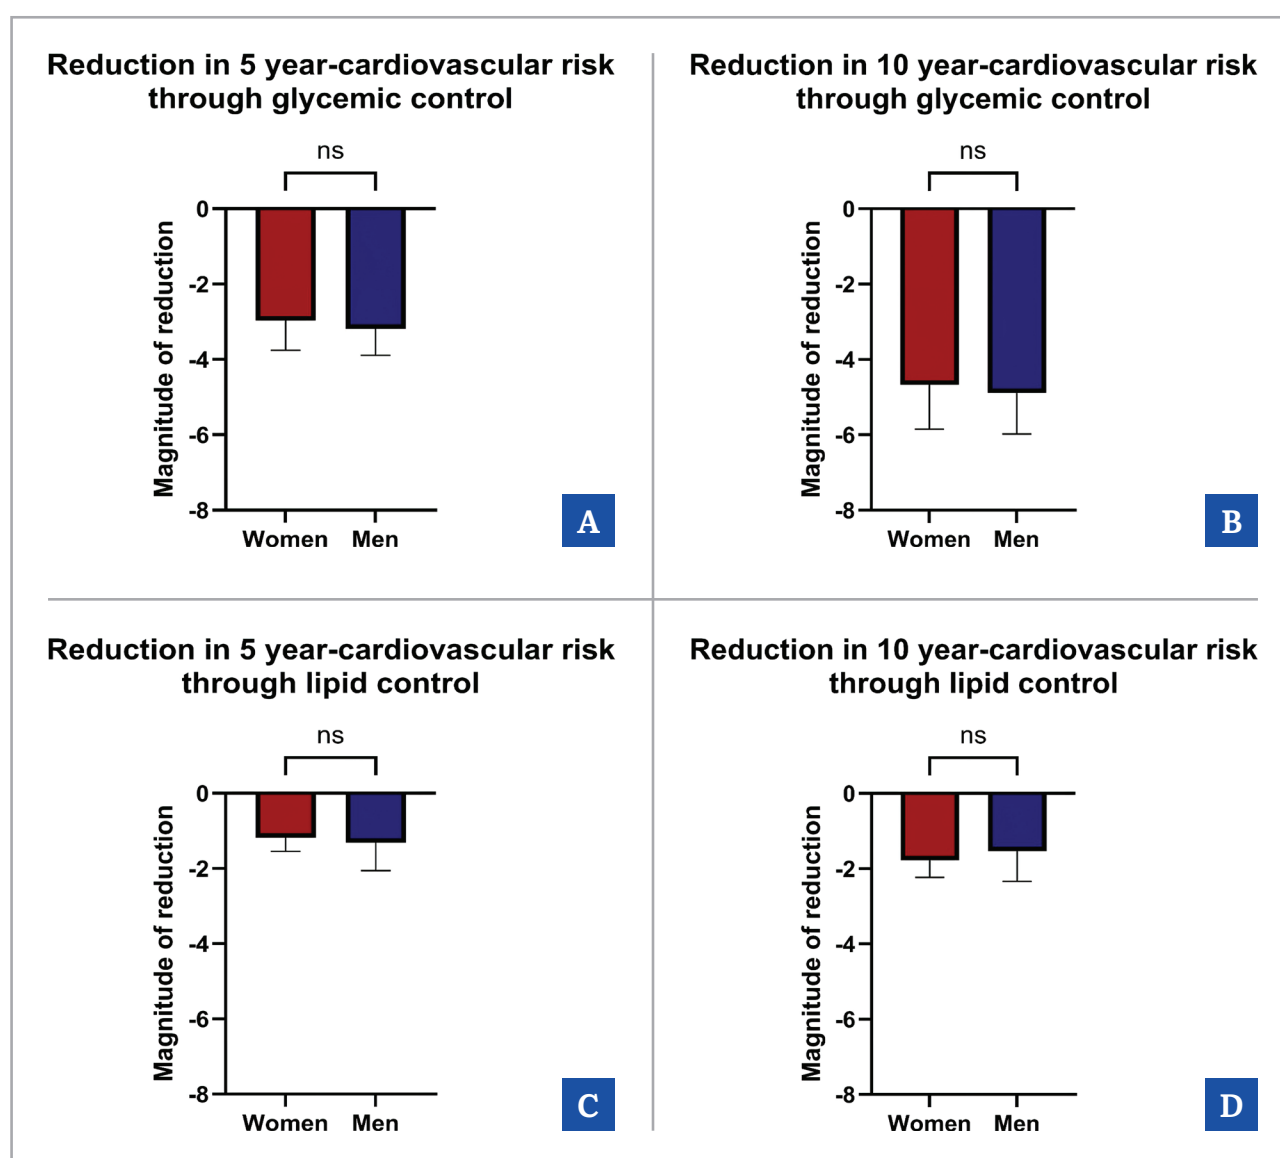 Reduction in 5 year-cardiovascular risk
through glycemic control
ns
Magnitude of reduction
0
-2
-4
-6
-8
Women Men
A
Reduction in 10 year-cardiovascular risk
through glycemic control
ns
Magnitude of reduction
0
-2
-4
-6
-8
Women Men
B
Reduction in 5 year-cardiovascular risk
through lipid control
ns
Magnitude of reduction
0
-2
-4
-6
-8
Women Men
C
Reduction in 10 year-cardiovascular risk
through lipid control
ns
Magnitude of reduction
0
-2
-4
-6
-8
Women Men
D